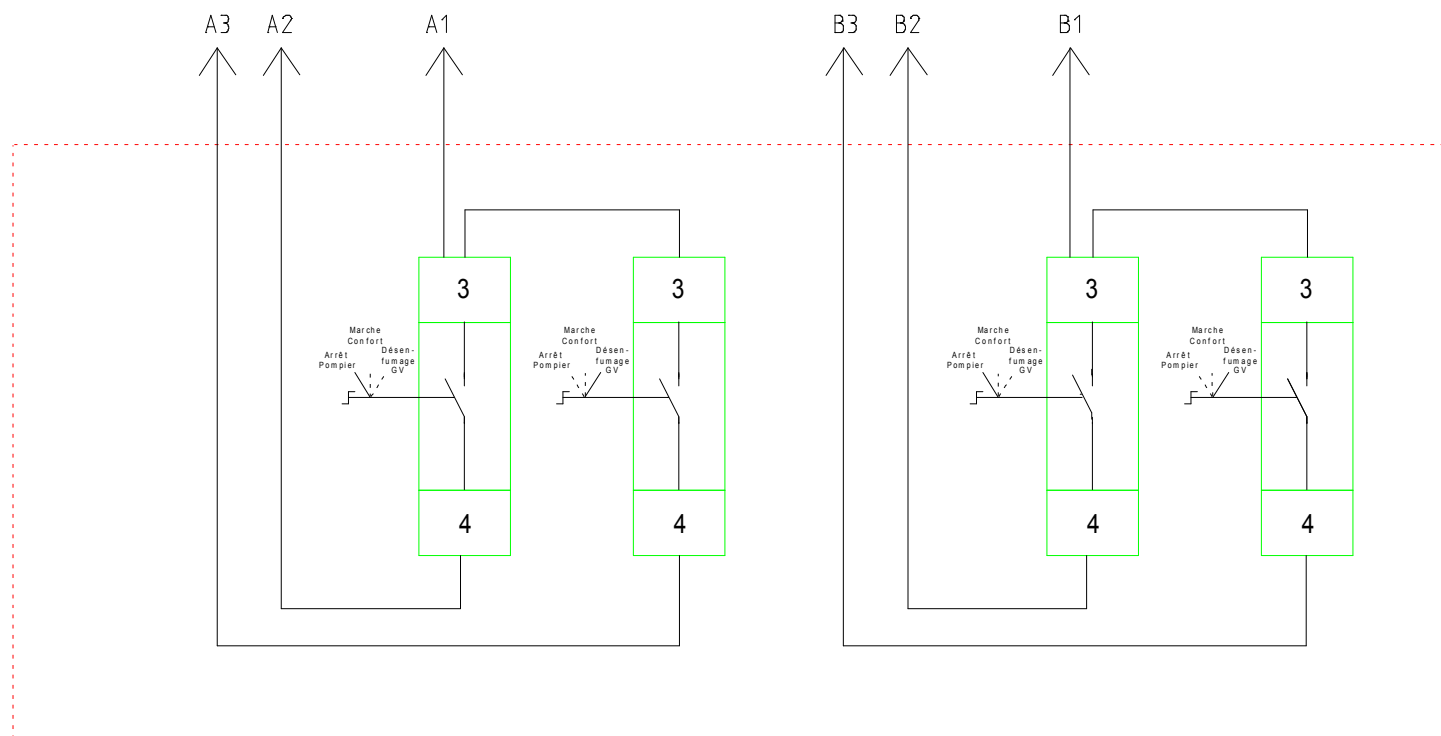 A3 A2 A1 B3 B2 B1
3 3 3 3
Marche
Confort
Arrêt
Pompier
Désen-
fumage
GV
Marche
Confort
Arrêt
Pompier
Désen-
fumage
GV
Marche
Confort
Arrêt
Pompier
Désen-
fumage
GV
Marche
Confort
Arrêt
Pompier
Désen-
fumage
GV
4 4 4 4